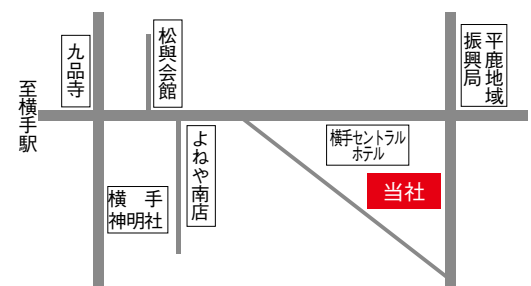 至横手駅
九品寺
松與会館
平鹿地域
振興局
よねや南店
横手セントラル
ホテル
横　手
神明社
当社